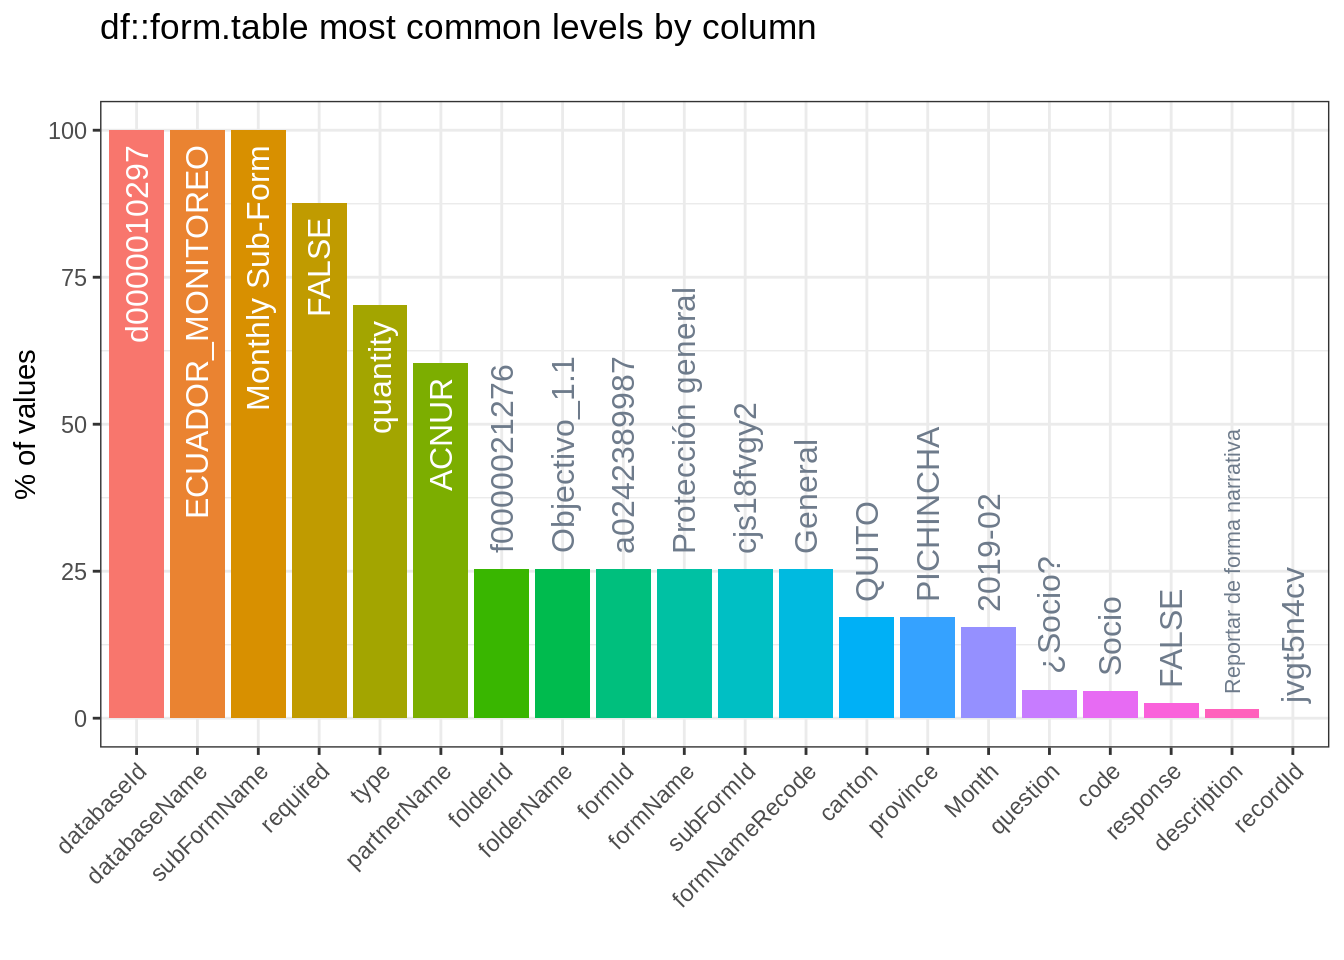 df::form.table most common levels by column
% of values
100
75
50
25
0
d0000010297
ECUADOR_MONITOREO
Monthly Sub-Form
FALSE
quantity
ACNUR
f0000021276
Objectivo_1.1
a0242389987
Protección general
cjs18fvgy2
General
QUITO
PICHINCHA
2019-02
¿Socio?
Socio
FALSE
Reportar de forma narrativa
jvgt5n4cv
databaseId
databaseName
subFormName
required
type
partnerName
folderId
folderName
formId
formName
subFormId
formNameRecode
canton
province
Month
question
code
response
description
recordId